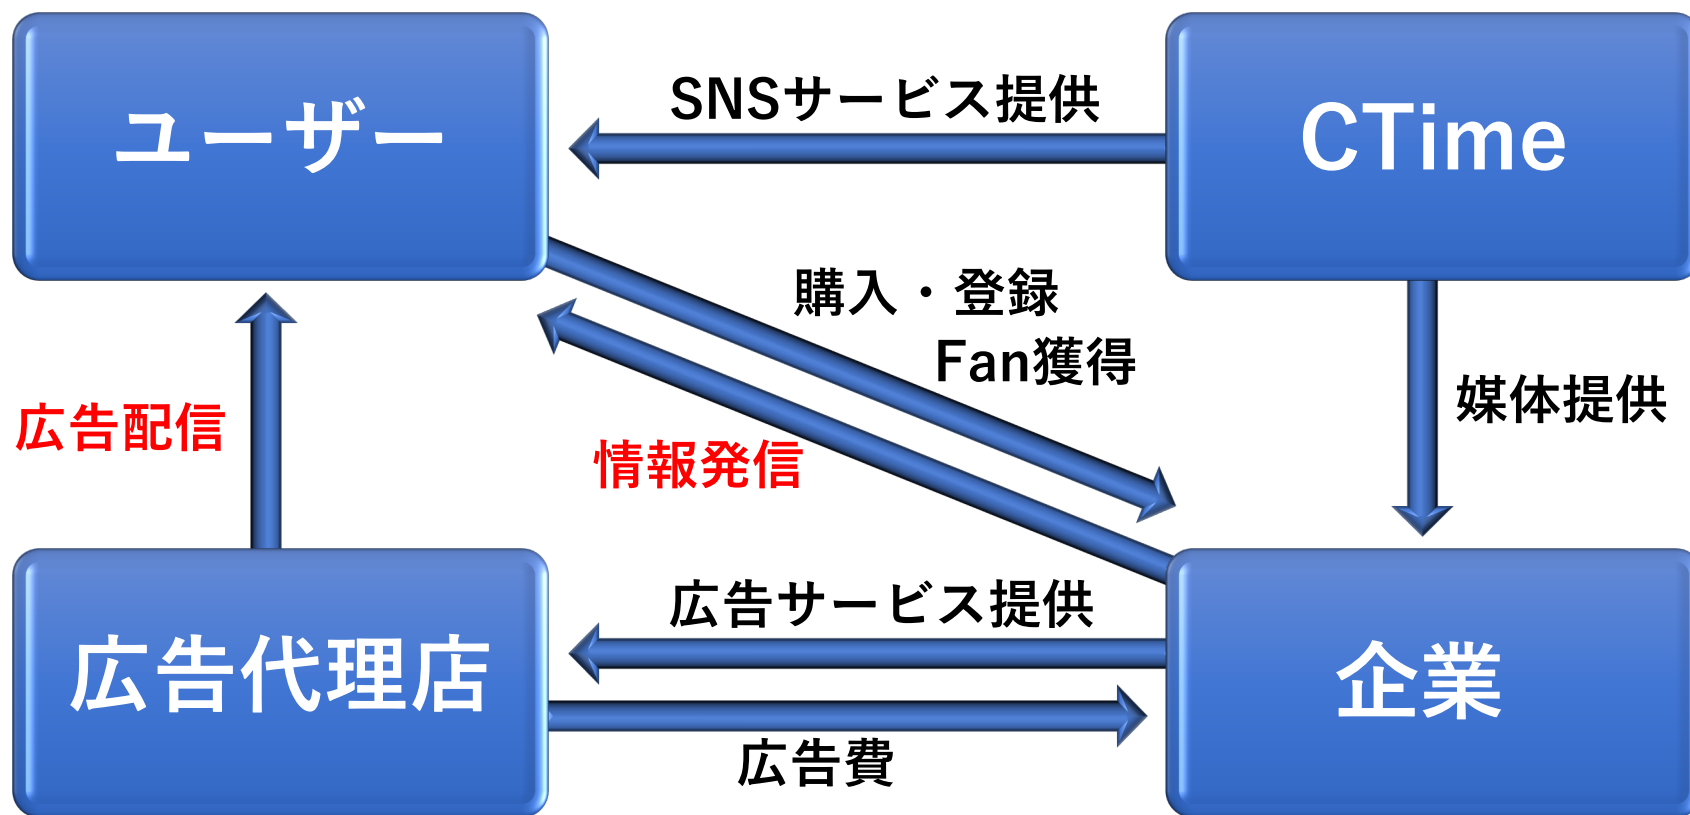 ユーザー
SNSサービス提供
CTime
購入・登録
Fan獲得
広告配信
情報発信
媒体提供
広告代理店
広告サービス提供
企業
広告費